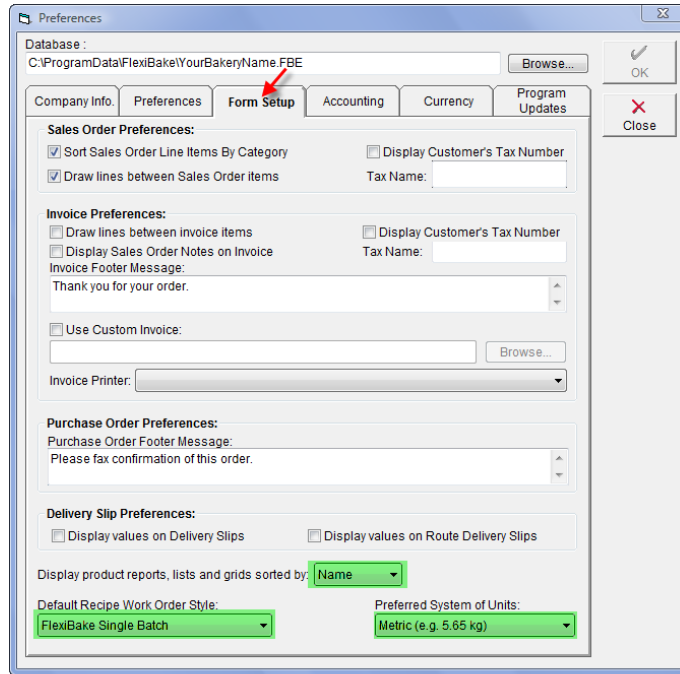 Preferences
Database :
C:\ProgramData\FlexiBake\YourBakeryName.FBE
Browse...
OK
Close
Company Info.
Preferences
Form Setup
Accounting
Currency
Program
Updates
Sales Order Preferences:
Sort Sales Order Line Items By Category
Display Customer's Tax Number
Draw lines between Sales Order items
Tax Name:
Invoice Preferences:
Draw lines between invoice items
Display Customer's Tax Number
Display Sales Order Notes on Invoice
Tax Name:
Invoice Footer Message:
Thank you for your order.
Use Custom Invoice:
Browse...
Invoice Printer:
Purchase Order Preferences:
Purchase Order Footer Message:
Please fax confirmation of this order.
Delivery Slip Preferences:
Display values on Delivery Slips
Display values on Route Delivery Slips
Display product reports, lists and grids sorted by:
Name
Default Recipe Work Order Style:
Preferred System of Units:
FlexiBake Single Batch
Metric (e.g. 5.65 kg)